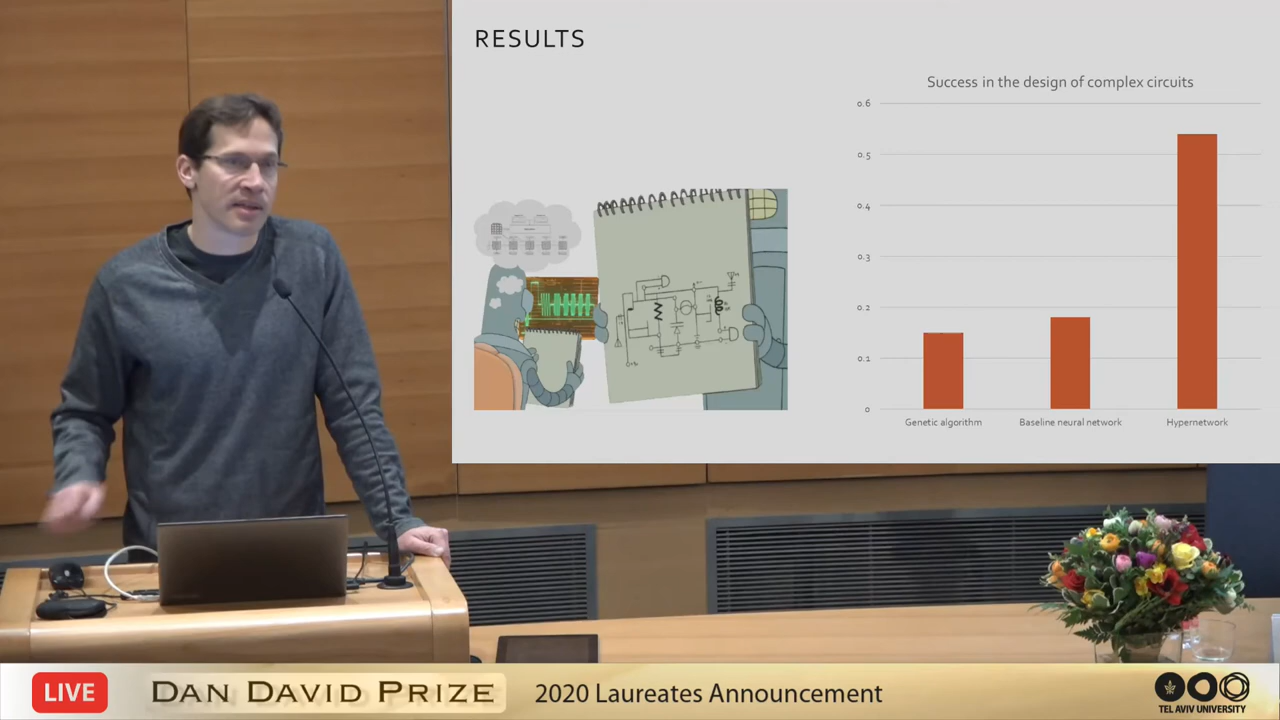 RESULTS
Success in the design of complex circuits
0.6
0.5
0.4
0.3
0.2
0.1
0
Genetic algorithm
Baseline neural network
Hypernetwork
LIVE
DAN DAVID PRIZE
2020 Laureates Announcement
TEL AVIV UNIVERSITY